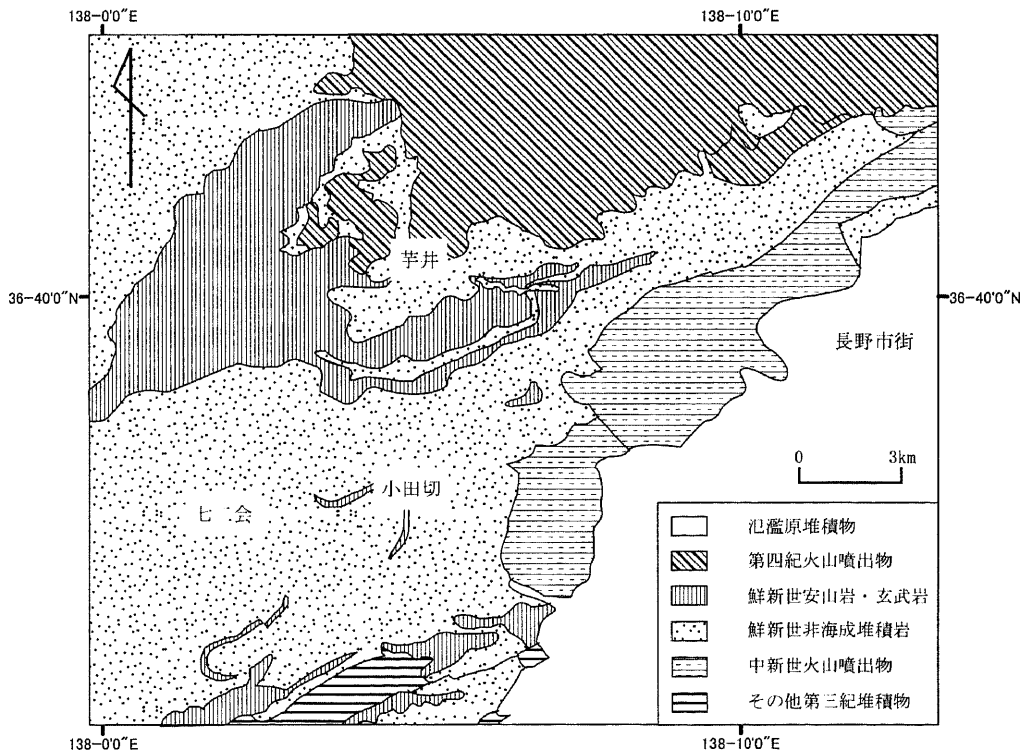 138-0'0"E
138-10'0"E
芋井
36-40'0"N
36-40'0"N
長野市街
0
3km
小田切
七会
氾濫原堆積物
第四紀火山噴出物
鮮新世安山岩・玄武岩
鮮新世非海成堆積岩
中新世火山噴出物
その他第三紀堆積物
138-0'0"E
138-10'0"E